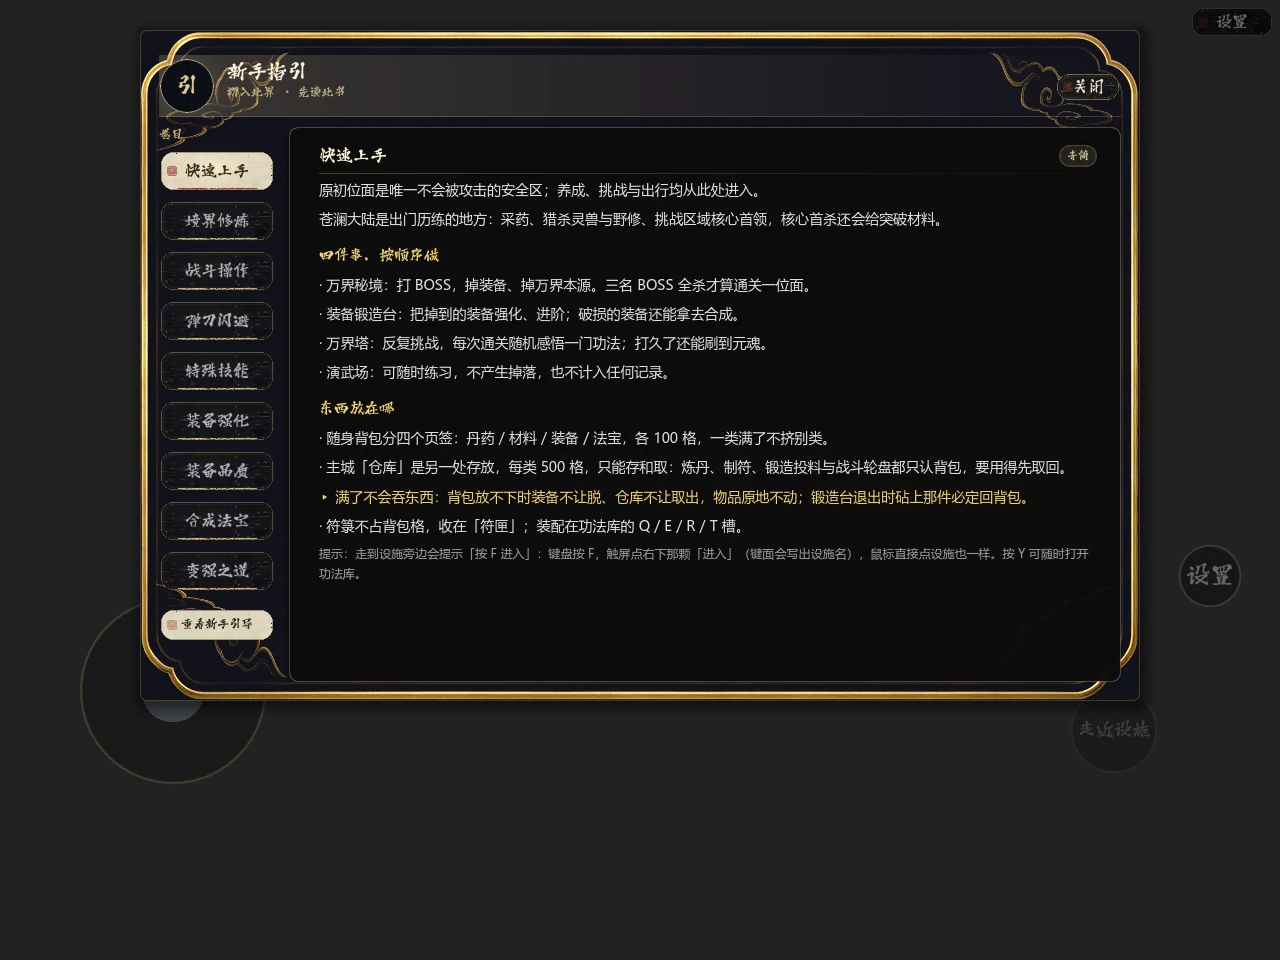 设置
引
新手指引
初入此界 · 先读此书
关闭
卷目
快速上手
境界修炼
战斗操作
弹刀闪避
特殊技能
装备强化
装备品质
合成法宝
变强之道
重看新手引导
快速上手
原初位面是唯一不会被攻击的安全区；养成、挑战与出行均从此处进入。
苍澜大陆是出门历练的地方：采药、猎杀灵兽与野修、挑战区域核心首领，核心首杀还会给突破材料。
四件事，按顺序做
· 万界秘境：打 BOSS，掉装备、掉万界本源。三名 BOSS 全杀才算通关一位面。
· 装备锻造台：把掉到的装备强化、进阶；破损的装备还能拿去合成。
· 万界塔：反复挑战，每次通关随机感悟一门功法；打久了还能刷到元魂。
· 演武场：可随时练习，不产生掉落，也不计入任何记录。
东西放在哪
· 随身背包分四个页签：丹药 / 材料 / 装备 / 法宝，各 100 格，一类满了不挤别类。
· 主城「仓库」是另一处存放，每类 500 格，只能存和取：炼丹、制符、锻造投料与战斗轮盘都只认背包，要用得先取回。
‣ 满了不会吞东西：背包放不下时装备不让脱、仓库不让取出，物品原地不动；锻造台退出时砧上那件必定回背包。
· 符箓不占背包格，收在「符匣」；装配在功法库的 Q / E / R / T 槽。
提示：走到设施旁边会提示「按 F 进入」：键盘按 F，触屏点右下那颗「进入」（键面会写出设施名），鼠标直接点设施也一样。按 Y 可随时打开
功法库。
设置
走近设施